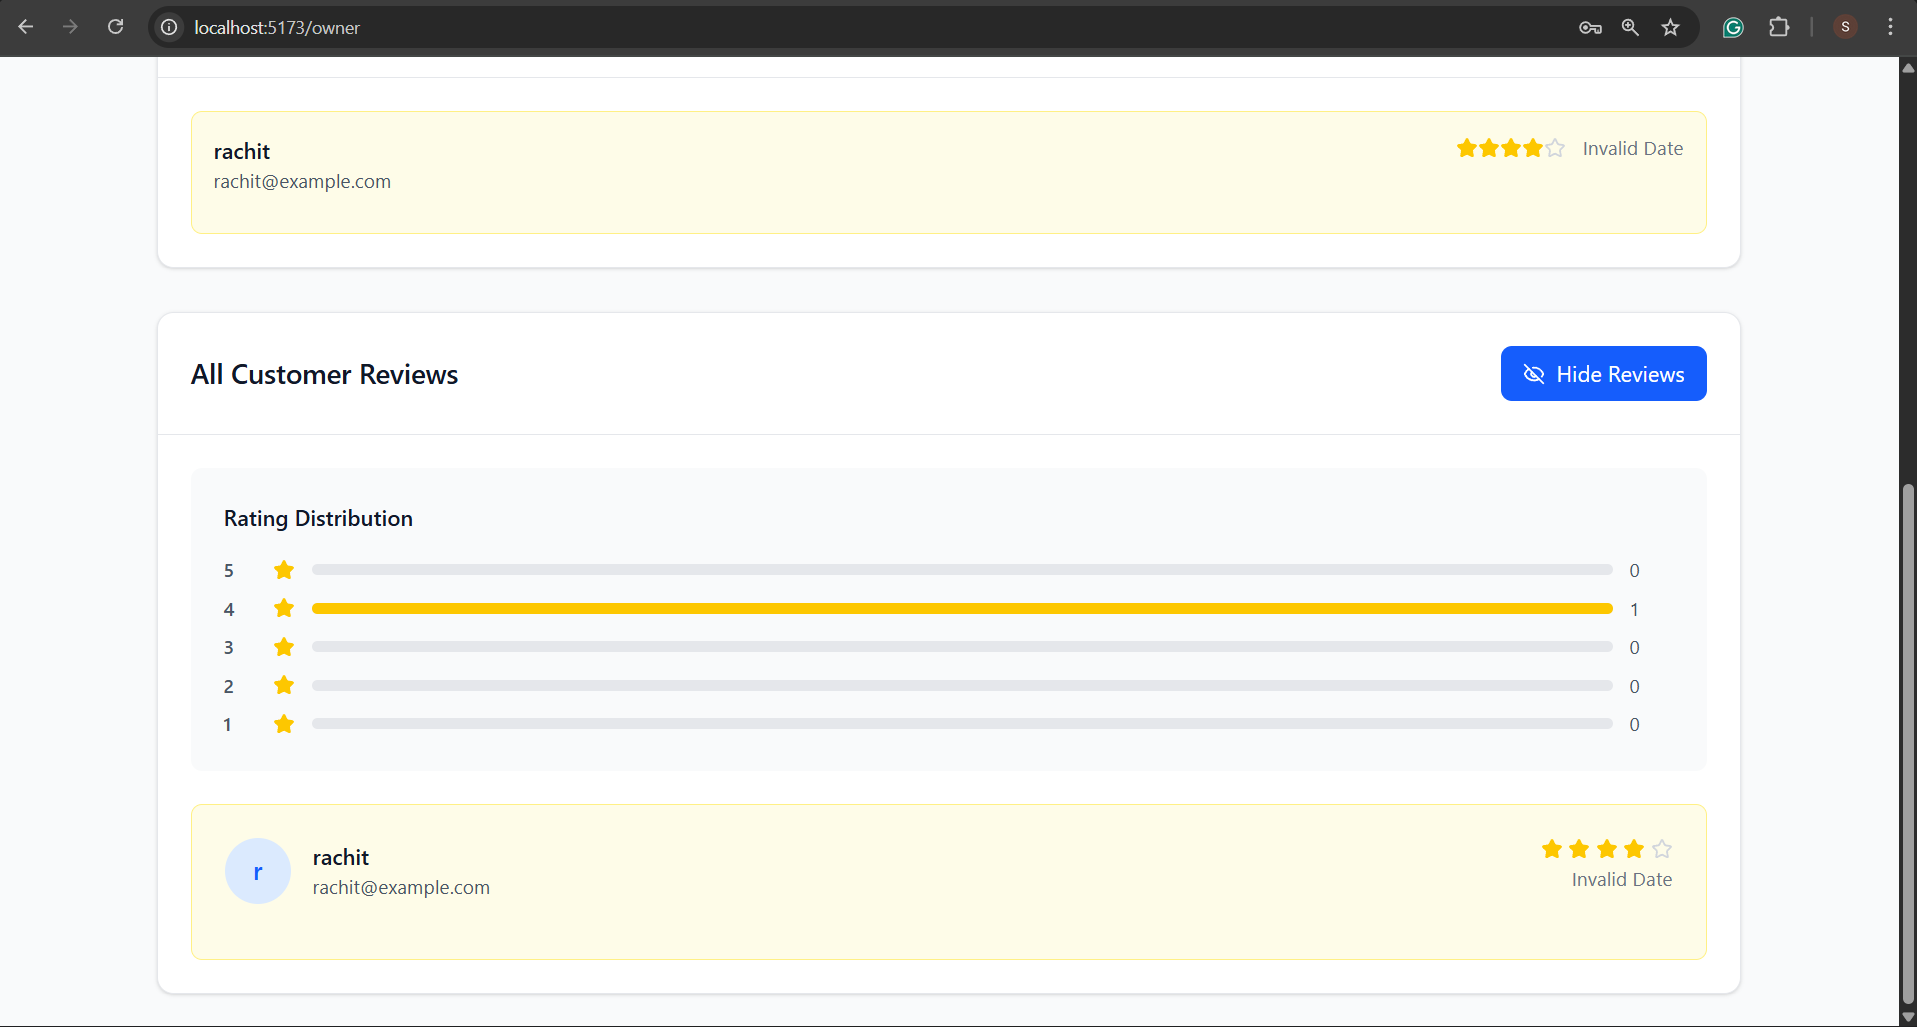 localhost:5173/owner
S
rachit
Invalid Date
rachit@example.com
All Customer Reviews
Hide Reviews
Rating Distribution
5 0
4 1
3 0
2 0
1 0
r
rachit
rachit@example.com
Invalid Date